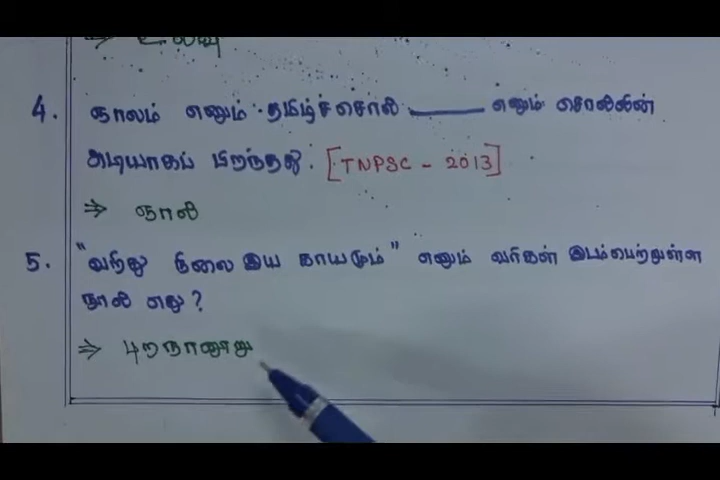 4. ஞாலம் எனும் தமிழ்ச்சொல் ______ எனும் சொல்லின்
அடியாகப் பிறந்தது. [TNPSC - 2013]
⇒ ஞால்
5. "வறிது நிலைஇய காயமும்" எனும் வரிகள் இடம்பெற்றுள்ள
நூல் எது?
⇒ புறநானூறு